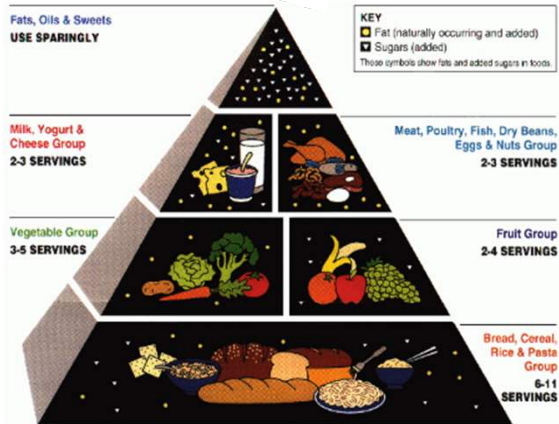 Fats, Oils & Sweets
USE SPARINGLY
KEY
Fat (naturally occurring and added)
Sugars (added)
These symbols show fats and added sugars in foods.
Milk, Yogurt &
Cheese Group
2-3 SERVINGS
Meat, Poultry, Fish, Dry Beans,
Eggs & Nuts Group
2-3 SERVINGS
Vegetable Group
3-5 SERVINGS
Fruit Group
2-4 SERVINGS
Bread, Cereal,
Rice & Pasta
Group
6-11
SERVINGS